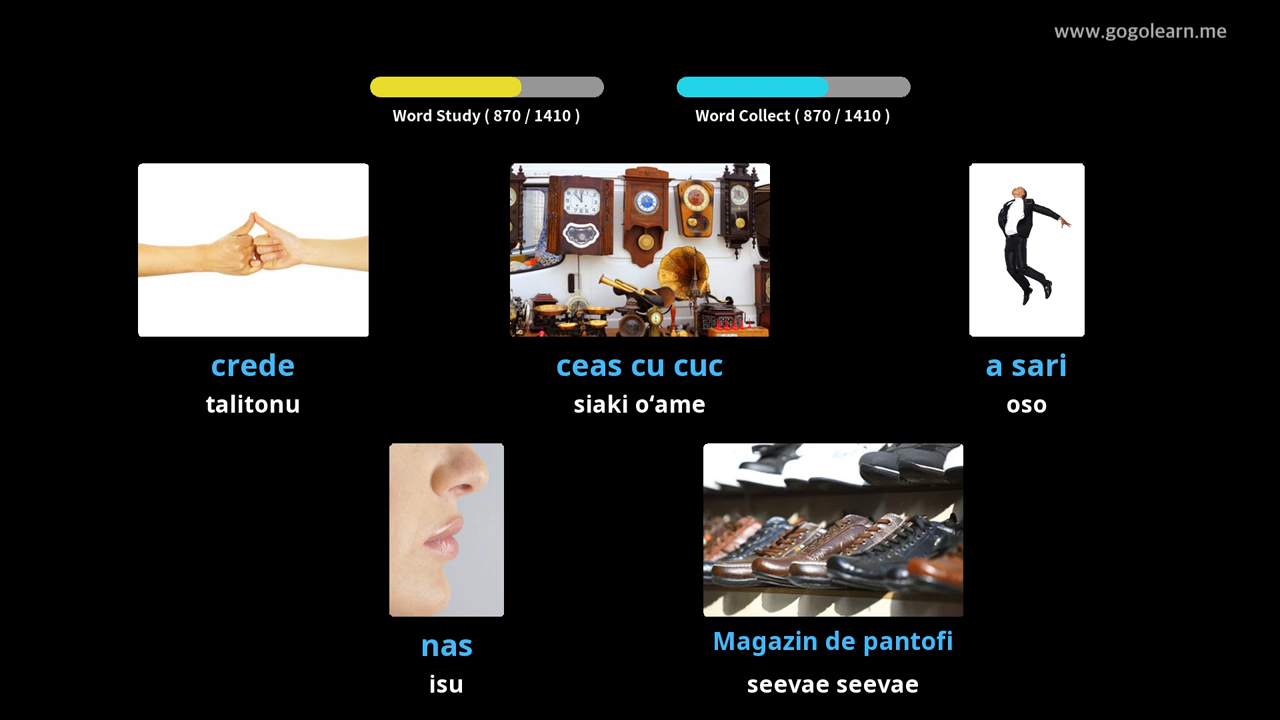 www.gogolearn.me
Word Study ( 870 / 1410 )
Word Collect ( 870 / 1410 )
crede
talitonu
ceas cu cuc
siaki oʻame
a sari
oso
nas
isu
Magazin de pantofi
seevae seevae